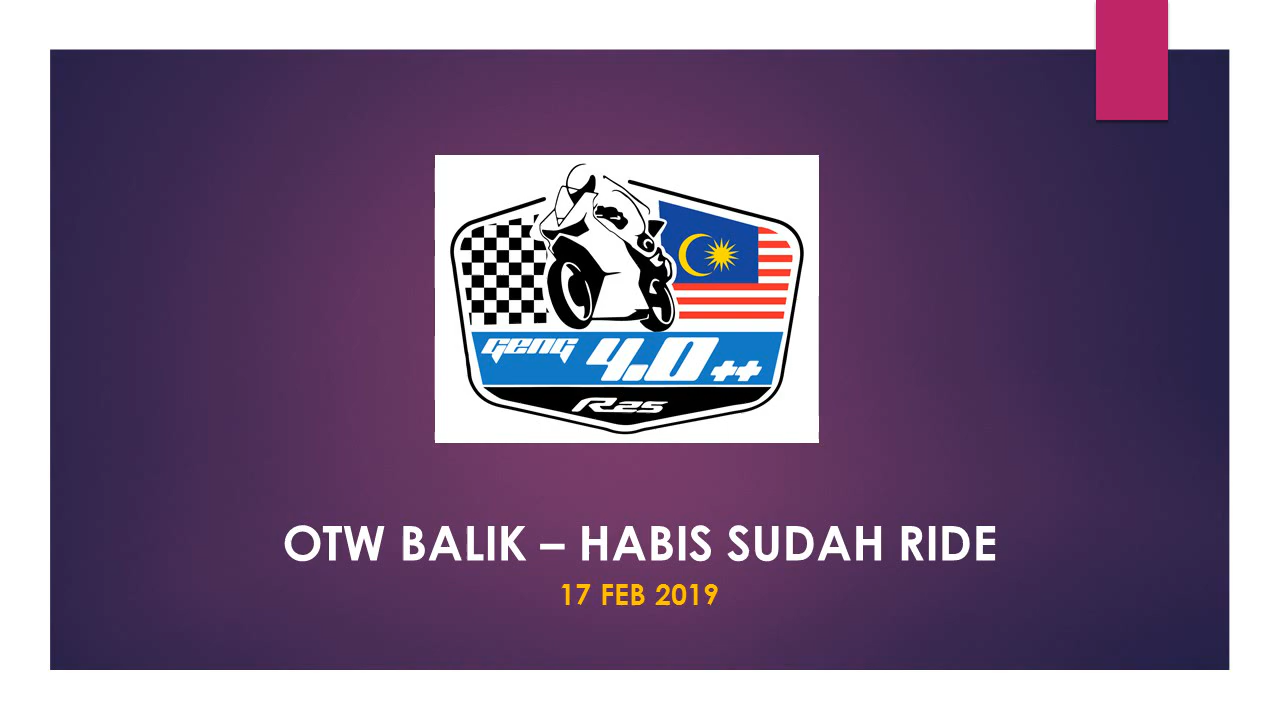 GENG 4.0++
R25
OTW BALIK – HABIS SUDAH RIDE
17 FEB 2019